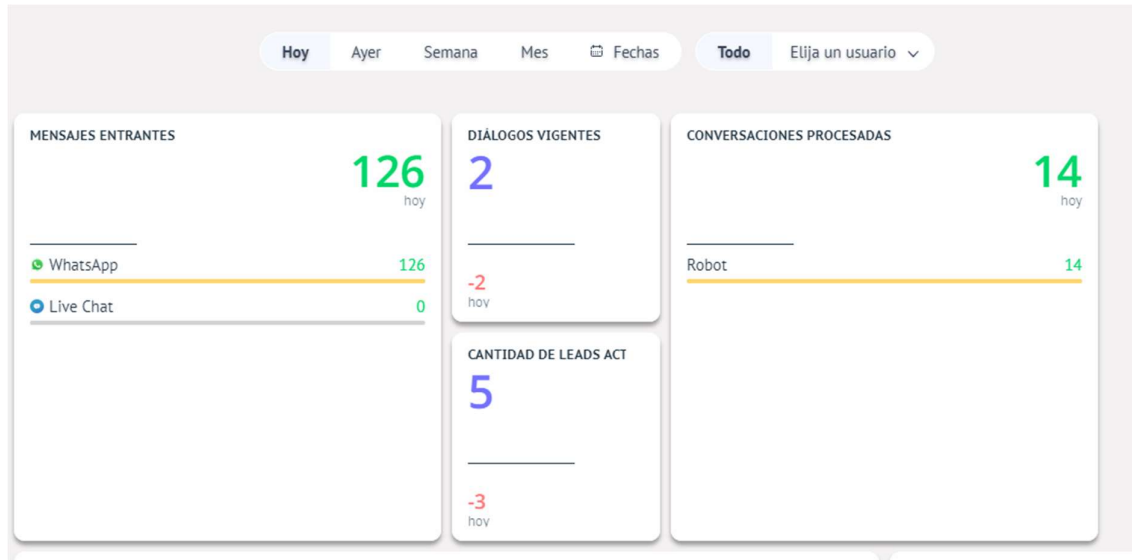 Hoy Ayer Semana Mes Fechas Todo Elija un usuario
MENSAJES ENTRANTES
126
hoy
WhatsApp 126
Live Chat 0
DIÁLOGOS VIGENTES
2
-2
hoy
CANTIDAD DE LEADS ACT
5
-3
hoy
CONVERSACIONES PROCESADAS
14
hoy
Robot 14